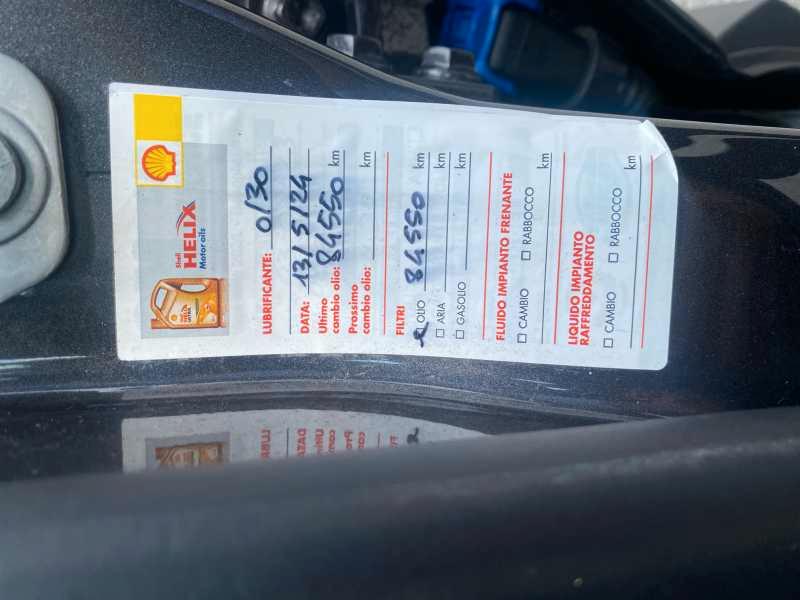 Shell
HELIX
Motor oils
LUBRIFICANTE: 0/30
DATA: 13/5/24
Ultimo
cambio olio: 84550 km
Prossimo
cambio olio: km
FILTRI
OLIO 84550 km
ARIA km
GASOLIO km
FLUIDO IMPIANTO FRENANTE
CAMBIO RABBOCCO
km
LIQUIDO IMPIANTO
RAFFREDDAMENTO
CAMBIO RABBOCCO
km